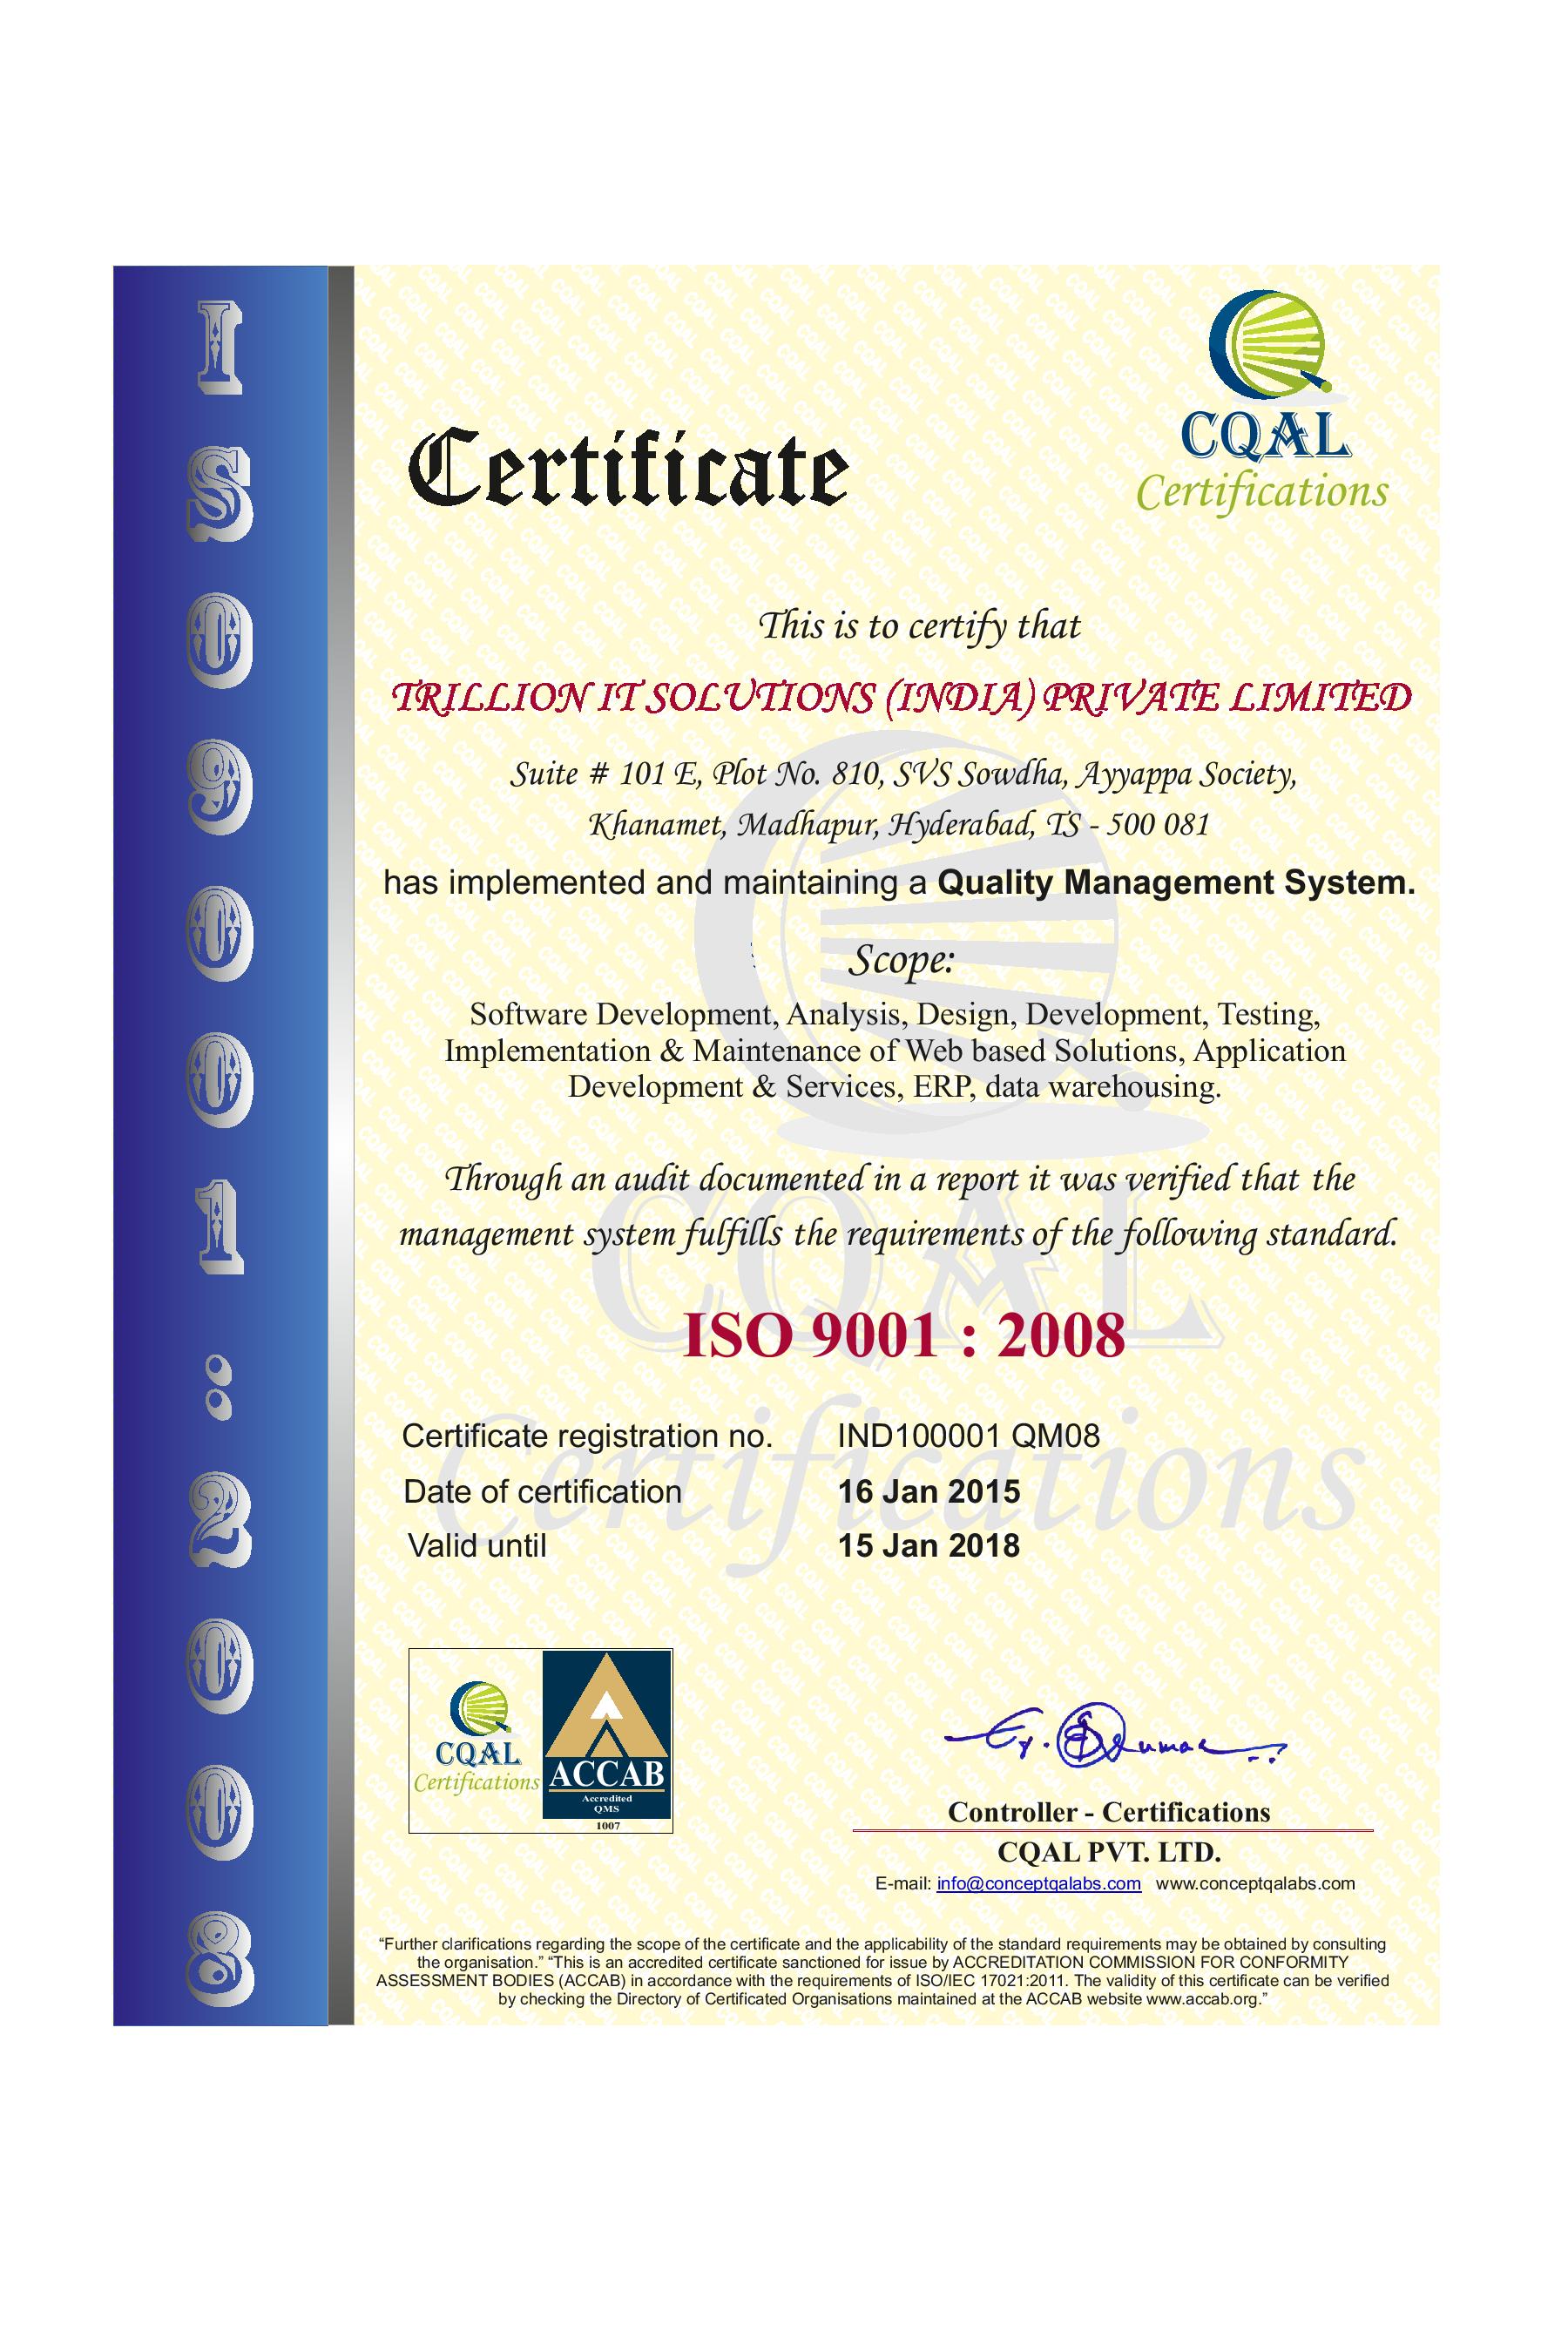 ISO 9001:2008
CQAL
Certifications
Certificate
This is to certify that
TRILLION IT SOLUTIONS (INDIA) PRIVATE LIMITED
Suite # 101 E, Plot No. 810, SVS Sowdha, Ayyappa Society,
Khanamet, Madhapur, Hyderabad, TS - 500 081
has implemented and maintaining a Quality Management System.
Scope:
Software Development, Analysis, Design, Development, Testing,
Implementation & Maintenance of Web based Solutions, Application
Development & Services, ERP, data warehousing.
Through an audit documented in a report it was verified that the
management system fulfills the requirements of the following standard.
ISO 9001 : 2008
Certificate registration no. IND100001 QM08
Date of certification 16 Jan 2015
Valid until 15 Jan 2018
CQAL
Certifications
ACCAB
Accredited
QMS
1007
Controller - Certifications
CQAL PVT. LTD.
E-mail: info@conceptqalabs.com www.conceptqalabs.com
“Further clarifications regarding the scope of the certificate and the applicability of the standard requirements may be obtained by consulting
the organisation.” “This is an accredited certificate sanctioned for issue by ACCREDITATION COMMISSION FOR CONFORMITY
ASSESSMENT BODIES (ACCAB) in accordance with the requirements of ISO/IEC 17021:2011. The validity of this certificate can be verified
by checking the Directory of Certificated Organisations maintained at the ACCAB website www.accab.org.”